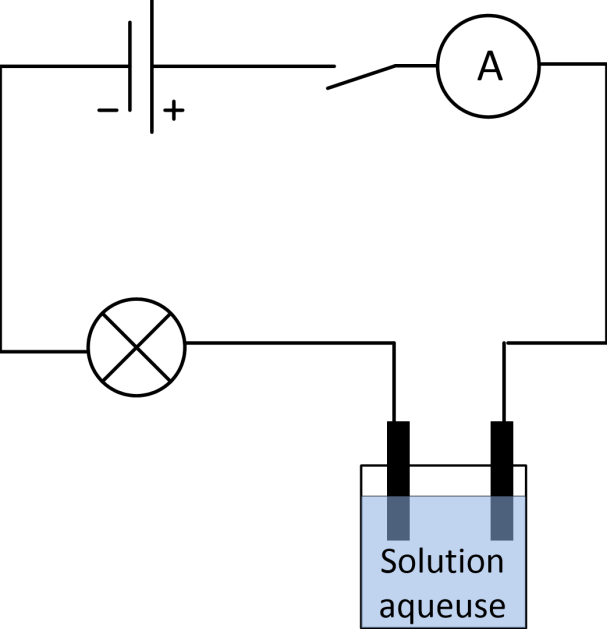 A
− +
Solution
aqueuse